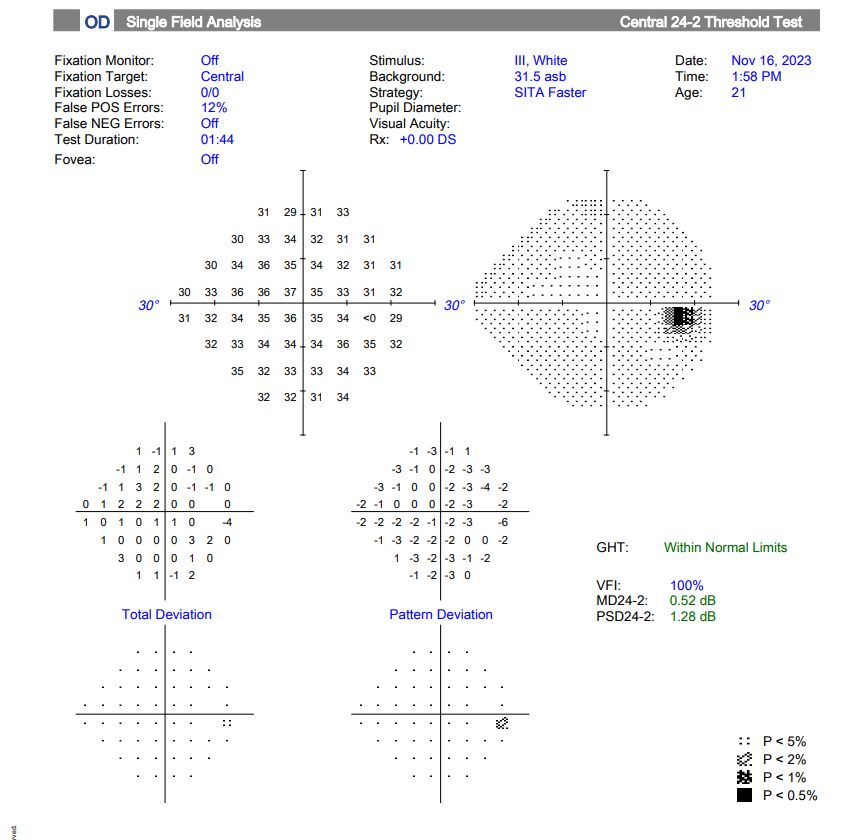 OD Single Field Analysis Central 24-2 Threshold Test
Fixation Monitor: Off Stimulus: III, White Date: Nov 16, 2023
Fixation Target: Central Background: 31.5 asb Time: 1:58 PM
Fixation Losses: 0/0 Strategy: SITA Faster Age: 21
False POS Errors: 12% Pupil Diameter:
False NEG Errors: Off Visual Acuity:
Test Duration: 01:44 Rx: +0.00 DS
Fovea: Off
31 29 31 33
30 33 34 32 31 31
30 34 36 35 34 32 31 31
30 33 36 36 37 35 33 31 32
30° 30° 30°
31 32 34 35 36 35 34 <0 29
32 33 34 34 34 36 35 32
35 32 33 33 34 33
32 32 31 34
1 -1 1 3 -1 -3 -1 1
-1 1 2 0 -1 0 -3 -1 0 -2 -3 -3
-1 1 3 2 0 -1 -1 0 -3 -1 0 0 -2 -3 -4 -2
0 1 2 2 2 0 0 0 -2 -1 0 0 0 -2 -3 -2
1 0 1 0 1 1 0 -4 -2 -2 -2 -2 -1 -2 -3 -6
1 0 0 0 0 3 2 0 -1 -3 -2 -2 -2 0 0 -2
3 0 0 0 1 0 1 -3 -2 -3 -1 -2
1 1 -1 2 -1 -2 -3 0
GHT: Within Normal Limits
VFI: 100%
MD24-2: 0.52 dB
PSD24-2: 1.28 dB
Total Deviation Pattern Deviation
P < 5%
P < 2%
P < 1%
P < 0.5%
rved.